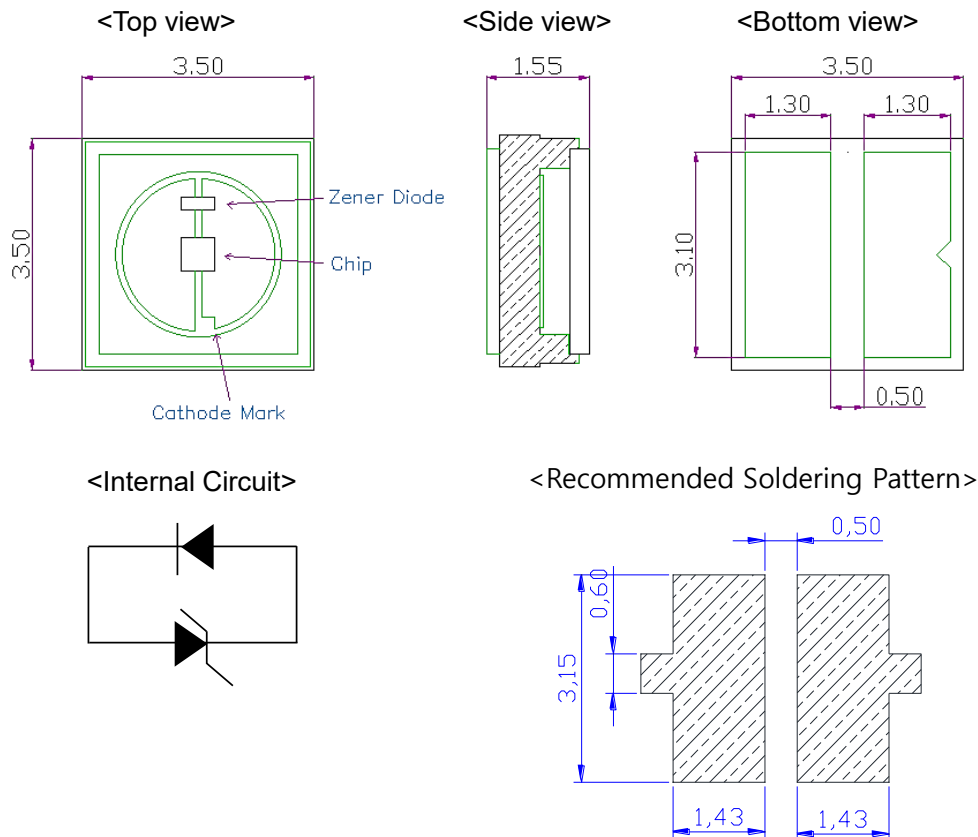 <Top view>
<Side view>
<Bottom view>
3.50
1.55
3.50
1.30
1.30
3.50
Zener Diode
Chip
Cathode Mark
3.10
0.50
<Internal Circuit>
<Recommended Soldering Pattern>
0,50
0,60
3,15
1,43
1,43